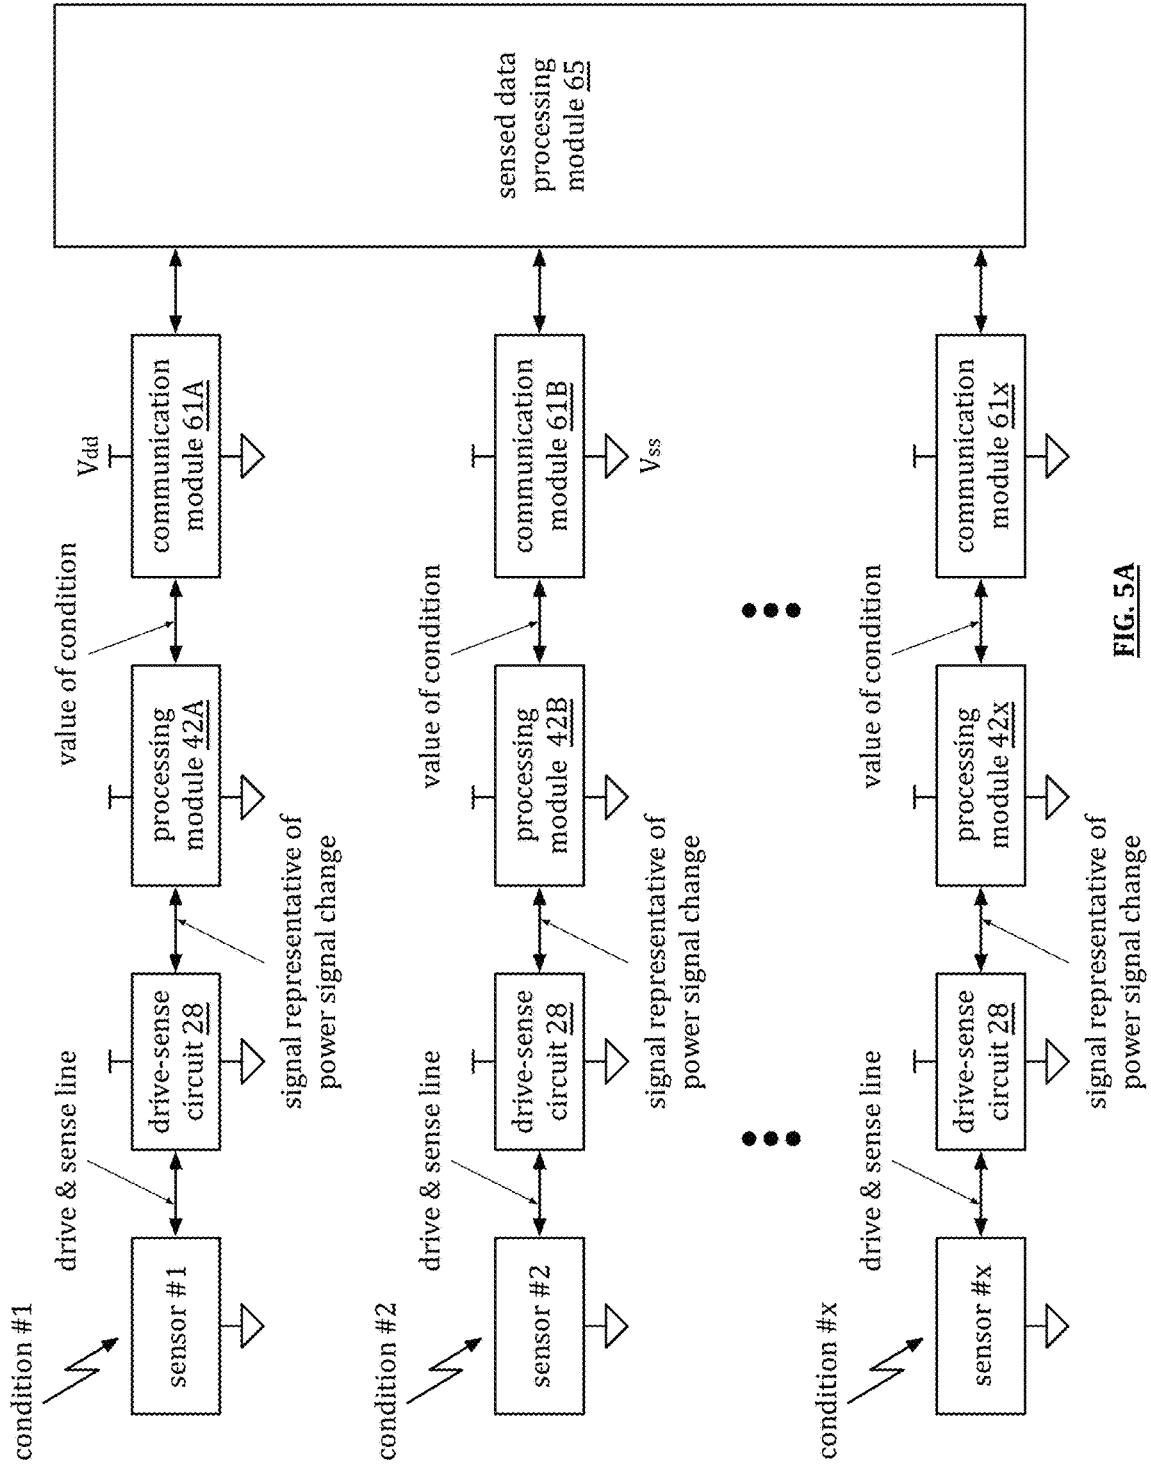 condition #1
drive & sense line
value of condition
Vdd
sensor #1
drive-sense
circuit 28
processing
module 42A
communication
module 61A
signal representative of
power signal change
condition #2
drive & sense line
value of condition
sensor #2
drive-sense
circuit 28
processing
module 42B
communication
module 61B
Vss
signal representative of
power signal change
sensed data
processing
module 65
condition #x
drive & sense line
value of condition
sensor #x
drive-sense
circuit 28
processing
module 42x
communication
module 61x
signal representative of
power signal change
FIG. 5A